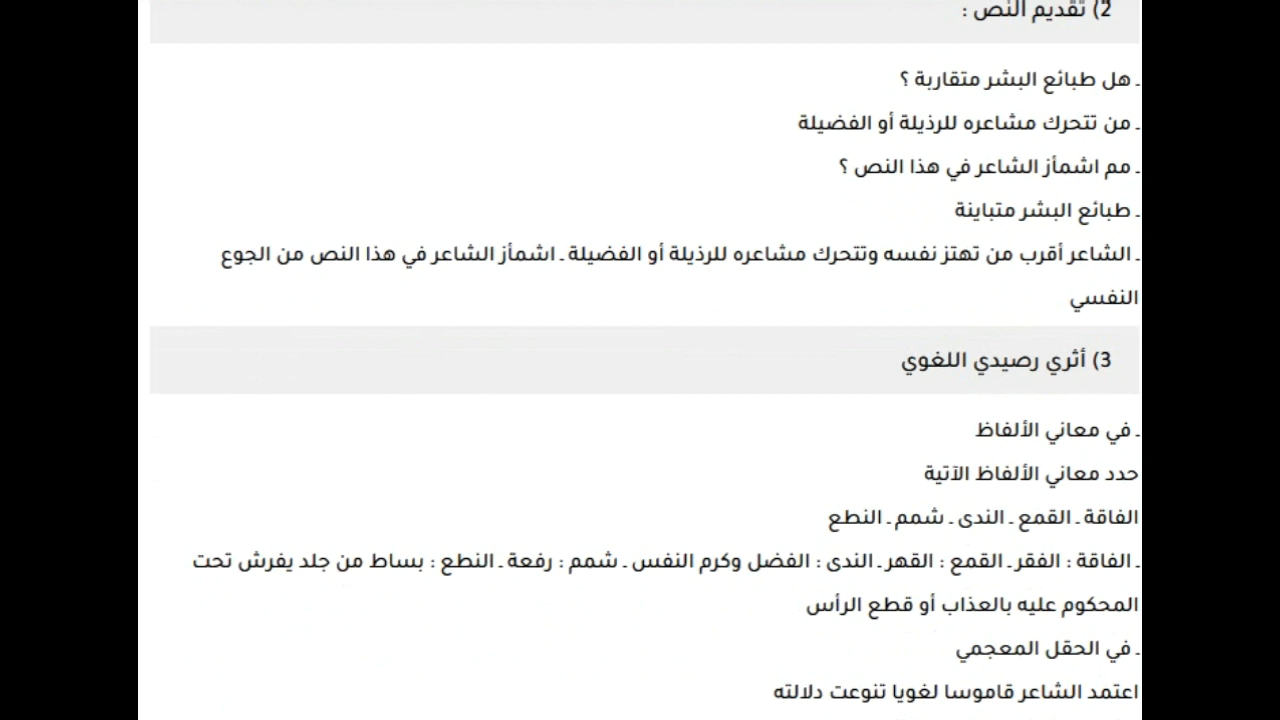 2) تقديم النص :
ـ هل طبائع البشر متقاربة ؟
ـ من تتحرك مشاعره للرذيلة أو الفضيلة
ـ مم اشمأز الشاعر في هذا النص ؟
ـ طبائع البشر متباينة
ـ الشاعر أقرب من تهتز نفسه وتتحرك مشاعره للرذيلة أو الفضيلة ـ اشمأز الشاعر في هذا النص من الجوع
النفسي
3) أثري رصيدي اللغوي
ـ في معاني الألفاظ
حدد معاني الألفاظ الآتية
الفاقة ـ القمع ـ الندى ـ شمم ـ النطع
ـ الفاقة : الفقر ـ القمع : القهر ـ الندى : الفضل وكرم النفس ـ شمم : رفعة ـ النطع : بساط من جلد يفرش تحت
المحكوم عليه بالعذاب أو قطع الرأس
ـ في الحقل المعجمي
اعتمد الشاعر قاموسا لغويا تنوعت دلالته